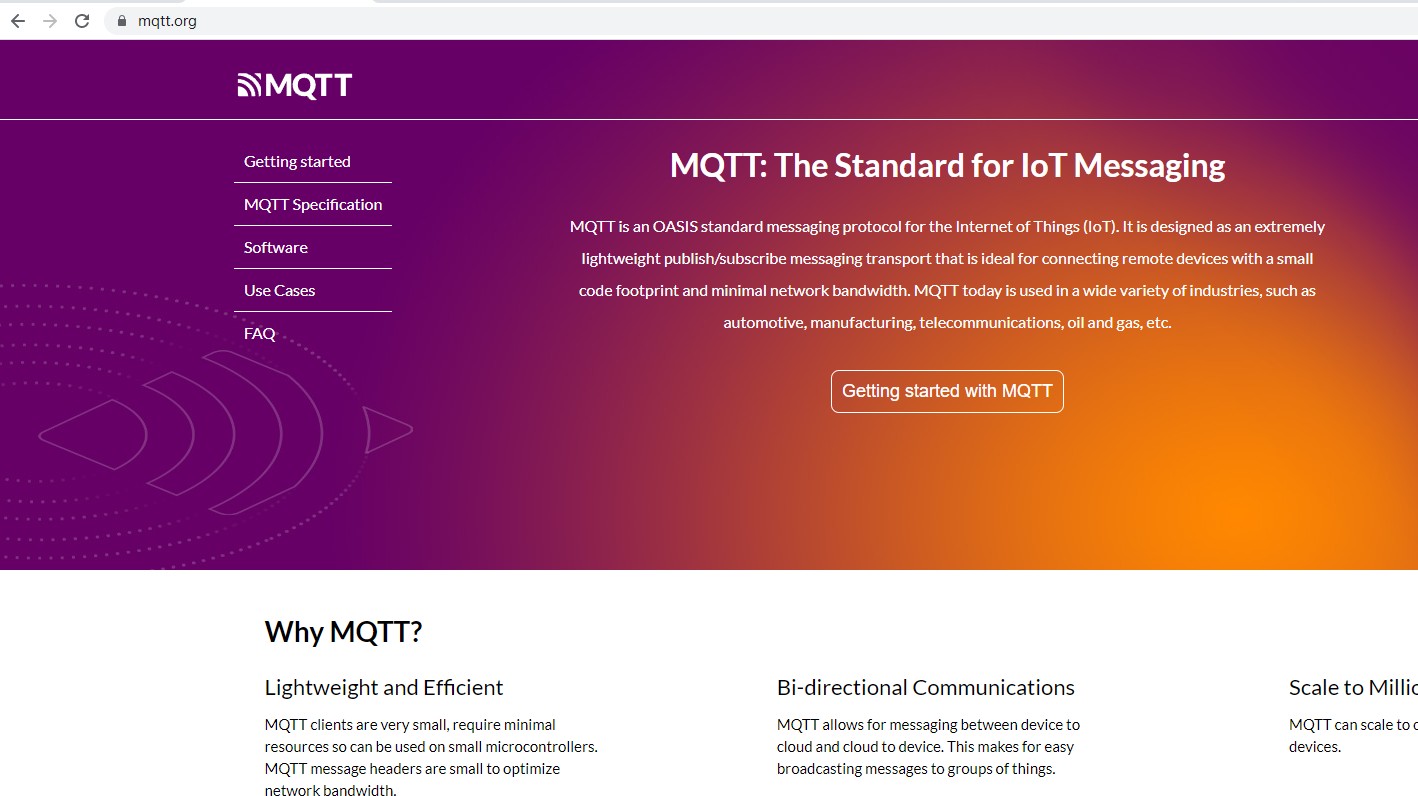 mqtt.org
MQTT
Getting started
MQTT Specification
Software
Use Cases
FAQ
MQTT: The Standard for IoT Messaging
MQTT is an OASIS standard messaging protocol for the Internet of Things (IoT). It is designed as an extremely
lightweight publish/subscribe messaging transport that is ideal for connecting remote devices with a small
code footprint and minimal network bandwidth. MQTT today is used in a wide variety of industries, such as
automotive, manufacturing, telecommunications, oil and gas, etc.
Getting started with MQTT
Why MQTT?
Lightweight and Efficient
MQTT clients are very small, require minimal
resources so can be used on small microcontrollers.
MQTT message headers are small to optimize
network bandwidth.
Bi-directional Communications
MQTT allows for messaging between device to
cloud and cloud to device. This makes for easy
broadcasting messages to groups of things.
Scale to
MQTT can scale to
devices.